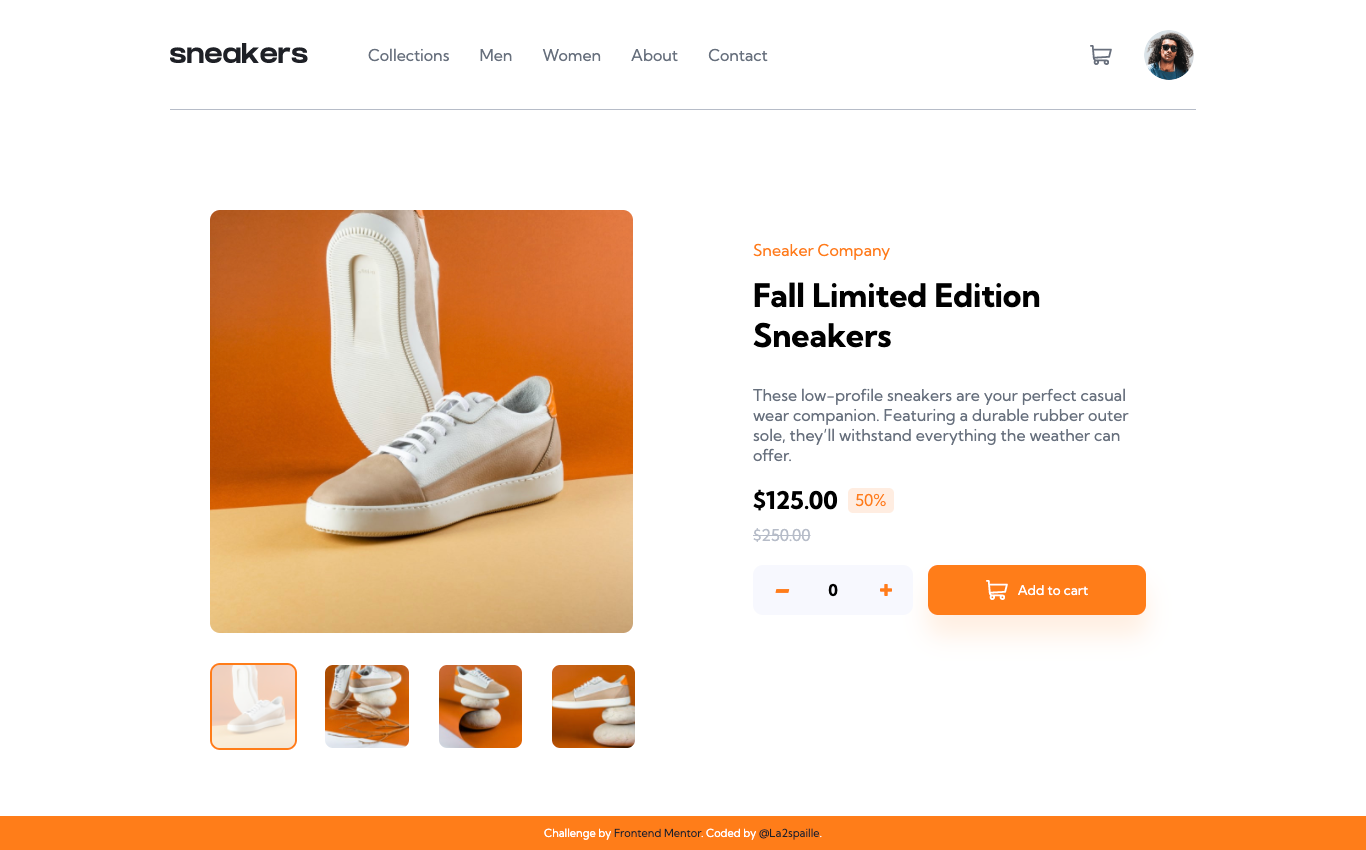 sneakers
Collections Men Women About Contact
Sneaker Company
Fall Limited Edition
Sneakers
These low-profile sneakers are your perfect casual
wear companion. Featuring a durable rubber outer
sole, they’ll withstand everything the weather can
offer.
$125.00 50%
$250.00
0
Add to cart
Challenge by Frontend Mentor. Coded by @La2spaille.